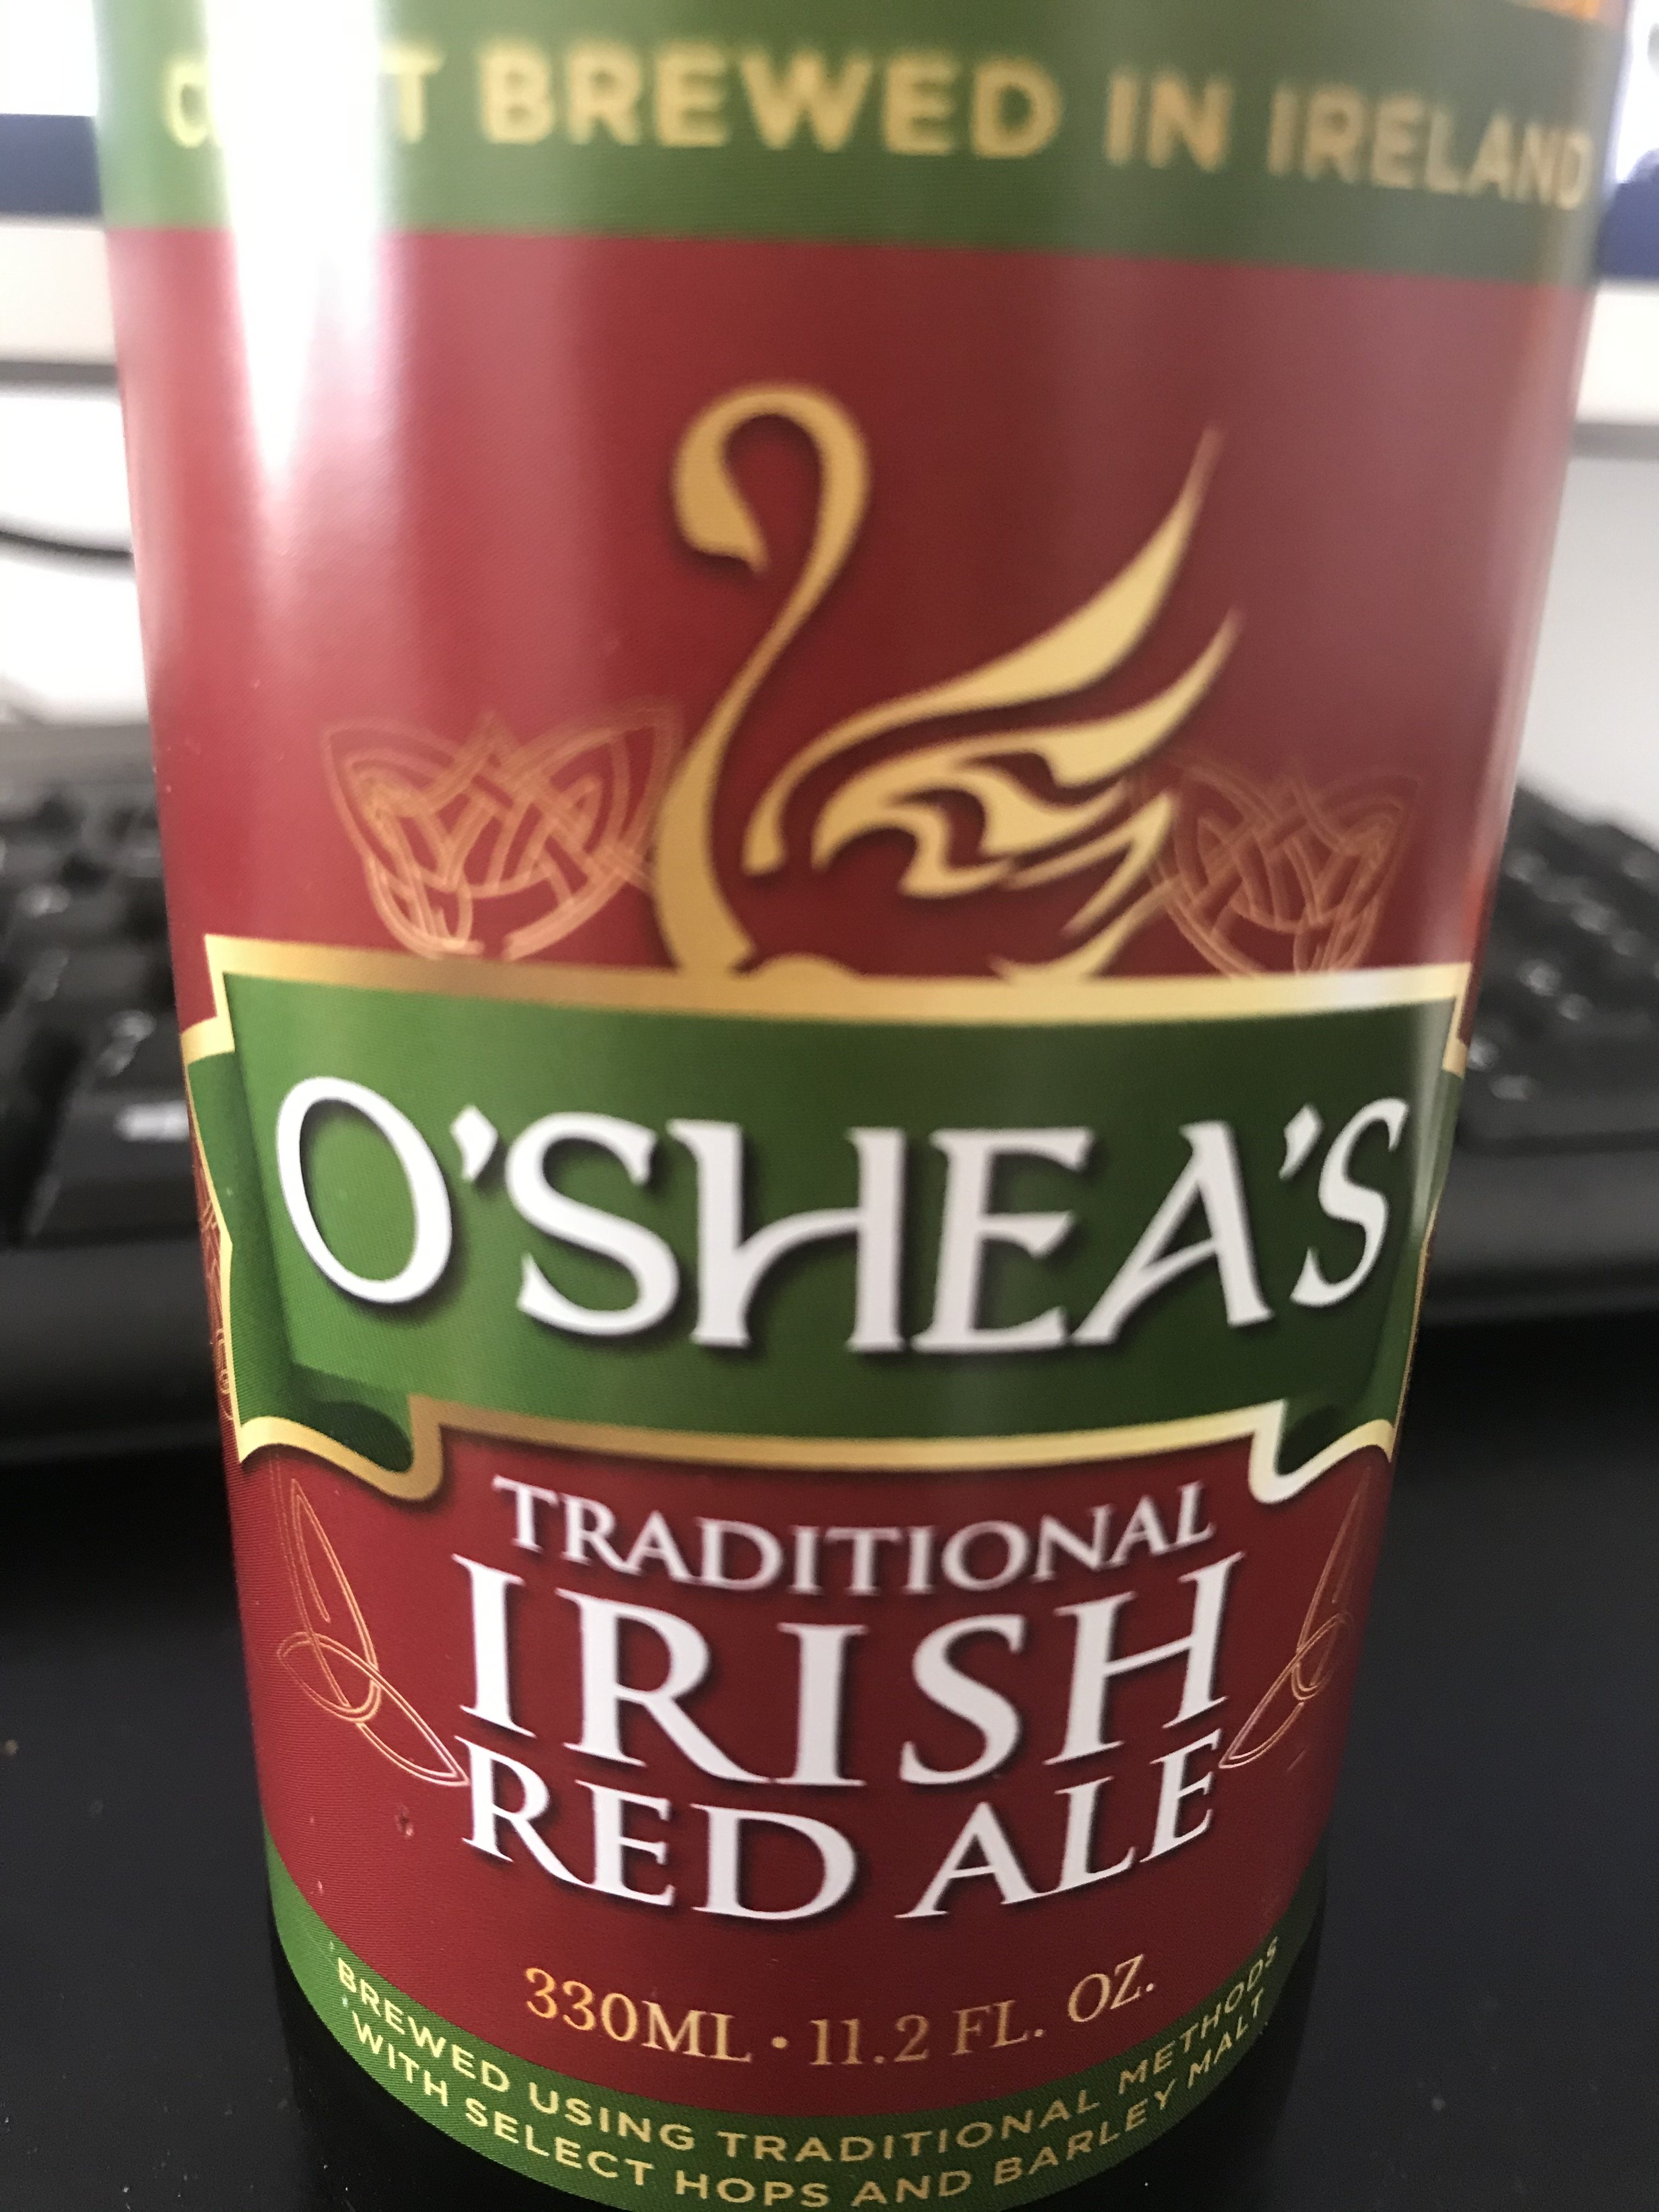 BREWED IN IRELAND
O'SHEA'S
TRADITIONAL
IRISH
RED ALE
330ML • 11.2 FL. OZ.
BREWED USING TRADITIONAL METHODS
WITH SELECT HOPS AND BARLEY MALT